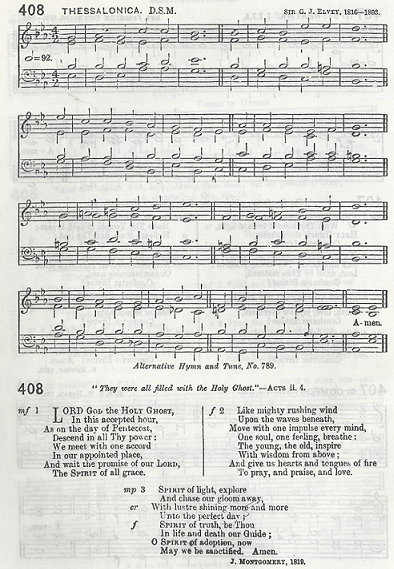 408 THESSALONICA. D.S.M. SIR G. J. ELVEY, 1816—1893.
=92.
A- men.
Alternative Hymn and Tune, No. 789.
408 "They were all filled with the Holy Ghost."—ACTS ii. 4.
mf 1 LORD GOD the HOLY GHOST,
In this accepted hour,
As on the day of Pentecost,
Descend in all Thy power:
We meet with one accord
In our appointed place,
And wait the promise of our LORD,
The SPIRIT of all grace.
f 2 Like mighty rushing wind
Upon the waves beneath,
Move with one impulse every mind,
One soul, one feeling, breathe:
The young, the old, inspire
With wisdom from above;
And give us hearts and tongues of fire
To pray, and praise, and love.
mp 3 SPIRIT of light, explore
And chase our gloom away,
cr With lustre shining more and more
Unto the perfect day;
f SPIRIT of truth, be Thou
In life and death our Guide;
O SPIRIT of adoption, now
May we be sanctified. Amen.
J. MONTGOMERY, 1819.